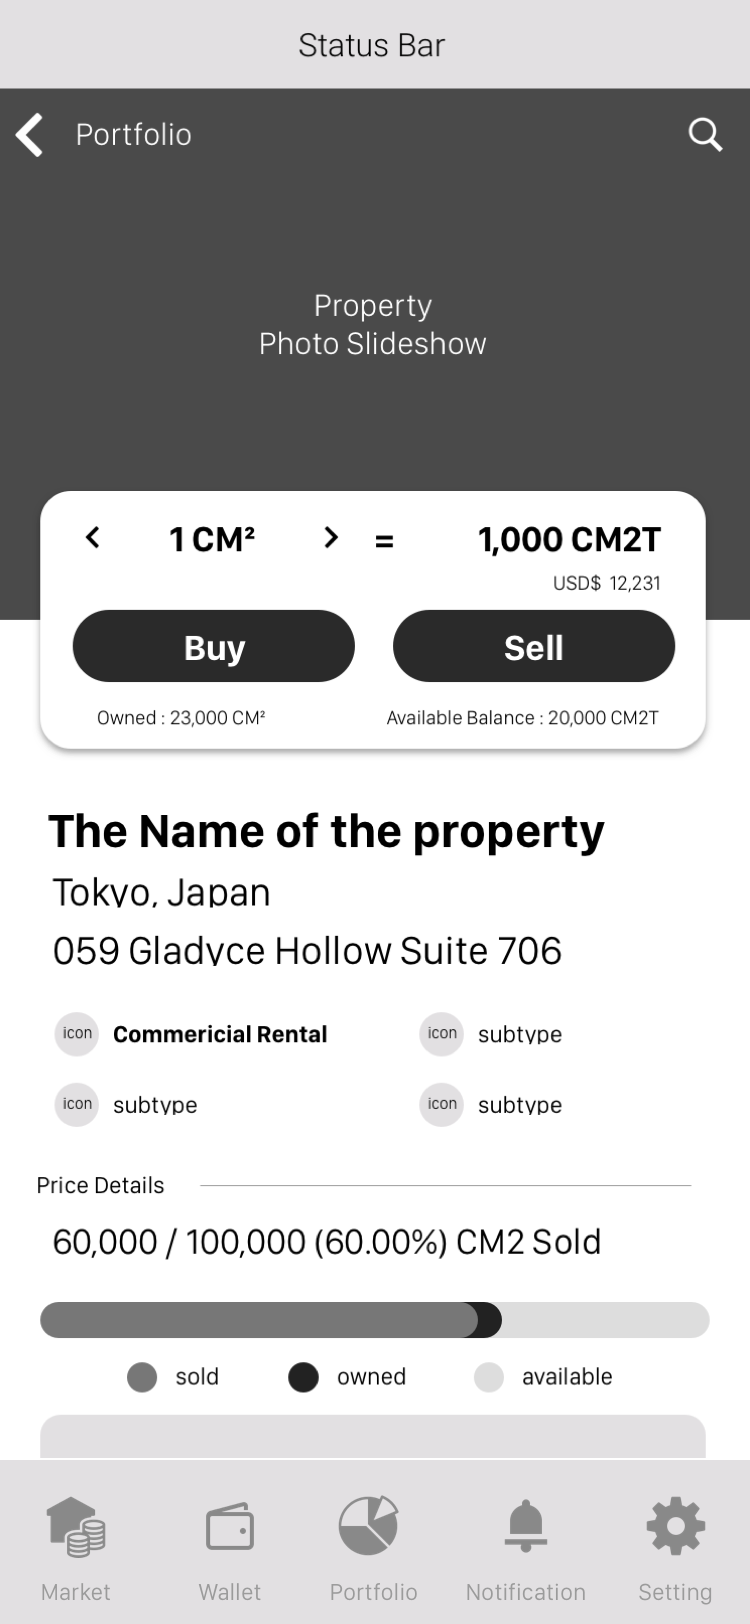 Status Bar
Portfolio
Property
Photo Slideshow
1 CM² = 1,000 CM2T
USD$ 12,231
Buy Sell
Owned : 23,000 CM² Available Balance : 20,000 CM2T
The Name of the property
Tokyo, Japan
059 Gladyce Hollow Suite 706
icon Commericial Rental icon subtype
icon subtype icon subtype
Price Details
60,000 / 100,000 (60.00%) CM2 Sold
sold owned available
Market Wallet Portfolio Notification Setting